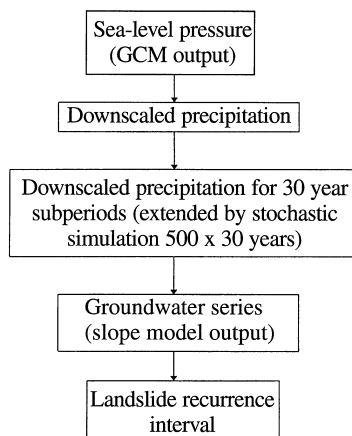 Sea-level pressure
(GCM output)
Downscaled precipitation
Downscaled precipitation for 30 year
subperiods (extended by stochastic
simulation 500 x 30 years)
Groundwater series
(slope model output)
Landslide recurrence
interval